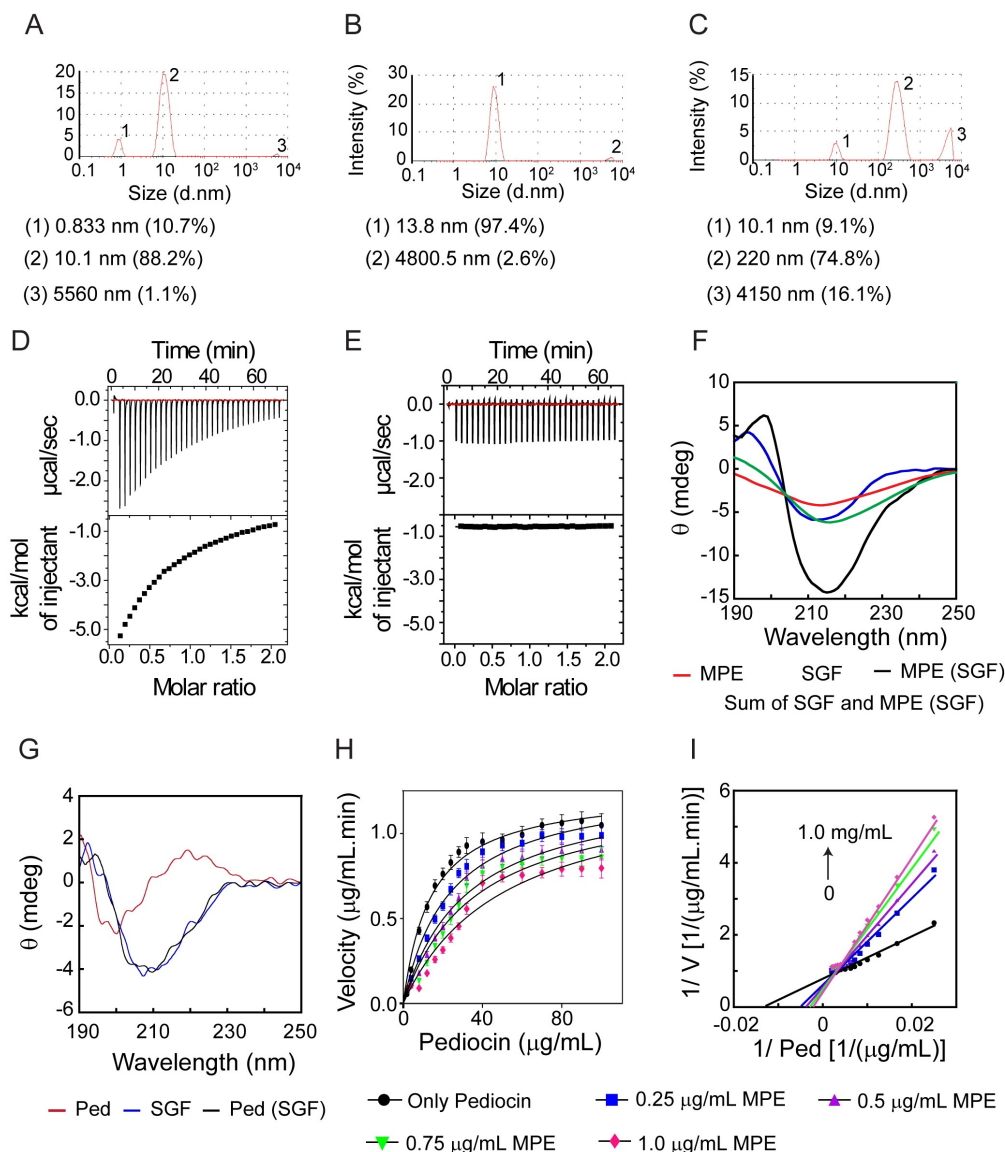 A
B
C
20
15
10
5
0
0.1 1 10 10² 10³ 10⁴
Size (d.nm)
1
2
3
Intensity (%)
30
20
10
0
0.1 1 10 10² 10³ 10⁴
Size (d.nm)
1
2
Intensity (%)
15
10
5
0
0.1 1 10 10² 10³ 10⁴
Size (d.nm)
1
2
3
(1) 0.833 nm (10.7%)
(2) 10.1 nm (88.2%)
(3) 5560 nm (1.1%)
(1) 13.8 nm (97.4%)
(2) 4800.5 nm (2.6%)
(1) 10.1 nm (9.1%)
(2) 220 nm (74.8%)
(3) 4150 nm (16.1%)
D
Time (min)
0 20 40 60
0.0
-1.0
-2.0
µcal/sec
-1.0
-3.0
-5.0
kcal/mol
of injectant
0.0 0.5 1.0 1.5 2.0
Molar ratio
E
Time (min)
0 20 40 60
0.0
-1.0
-2.0
µcal/sec
-1.0
-3.0
-5.0
kcal/mol
of injectant
0.0 0.5 1.0 1.5 2.0
Molar ratio
F
10
5
0
-5
-10
-15
θ (mdeg)
190 210 230 250
Wavelength (nm)
MPE SGF MPE (SGF)
Sum of SGF and MPE (SGF)
G
4
2
0
-2
-4
-6
θ (mdeg)
190 210 230 250
Wavelength (nm)
Ped SGF Ped (SGF)
H
1.0
0.5
0.0
Velocity (µg/mL.min)
0 40 80
Pediocin (µg/mL)
I
6
4
2
0
1/ V [1/(µg/mL.min)]
1.0 mg/mL
0
-0.02 0 0.02
1/ Ped [1/(µg/mL)]
Only Pediocin 0.25 µg/mL MPE 0.5 µg/mL MPE
0.75 µg/mL MPE 1.0 µg/mL MPE